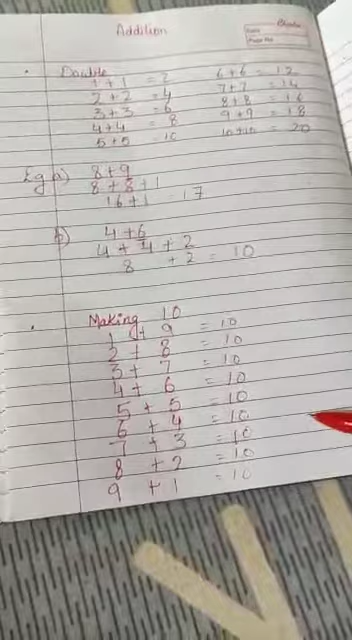 Addition
Date
Page No.
Double
1 + 1 = 2
2 + 2 = 4
3 + 3 = 6
4 + 4 = 8
5 + 5 = 10
6 + 6 = 12
7 + 7 = 14
8 + 8 = 16
9 + 9 = 18
10 + 10 = 20
Eg a) 8 + 9
8 + 8 + 1
16 + 1 = 17
b) 4 + 6
4 + 4 + 2
8 + 2 = 10
Making 10
1 + 9 = 10
2 + 8 = 10
3 + 7 = 10
4 + 6 = 10
5 + 5 = 10
6 + 4 = 10
7 + 3 = 10
8 + 2 = 10
9 + 1 = 10